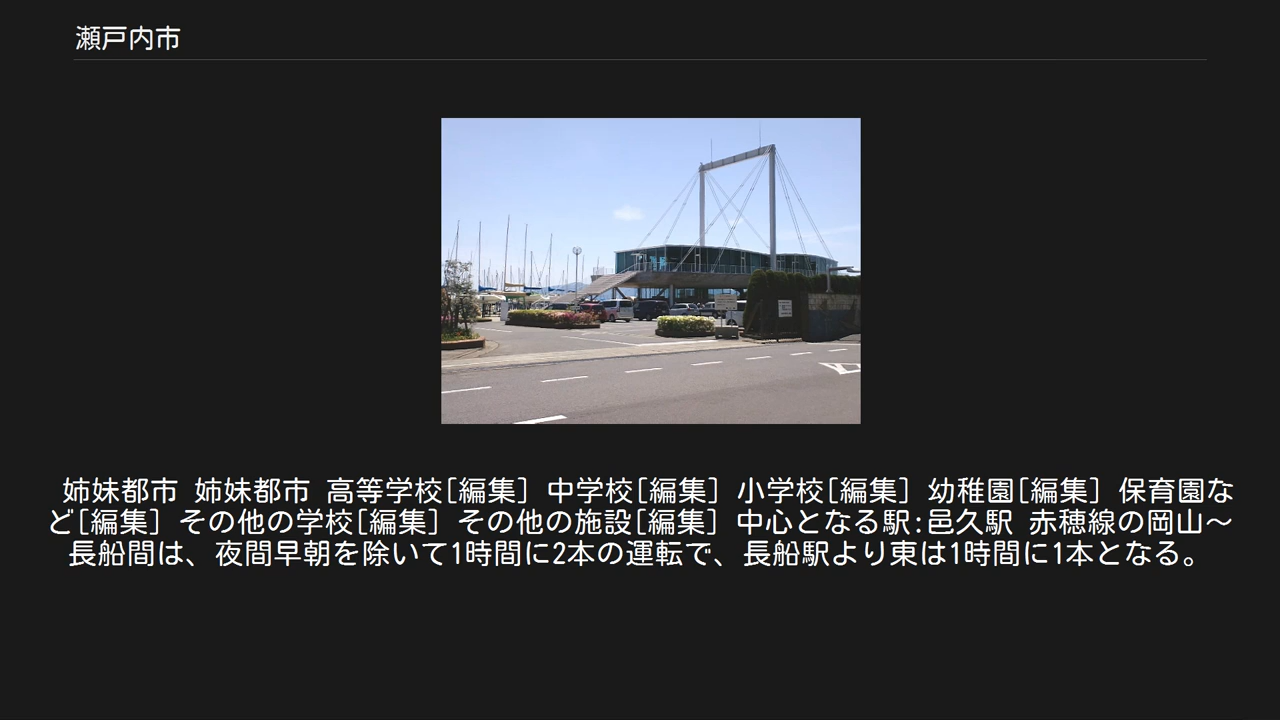 瀬戸内市
姉妹都市 姉妹都市 高等学校[編集] 中学校[編集] 小学校[編集] 幼稚園[編集] 保育園な
ど[編集] その他の学校[編集] その他の施設[編集] 中心となる駅:邑久駅 赤穂線の岡山～
長船間は、夜間早朝を除いて1時間に2本の運転で、長船駅より東は1時間に1本となる。